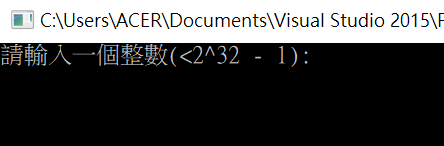 C:\Users\ACER\Documents\Visual Studio 2015\
請輸入一個整數(<2^32 - 1):